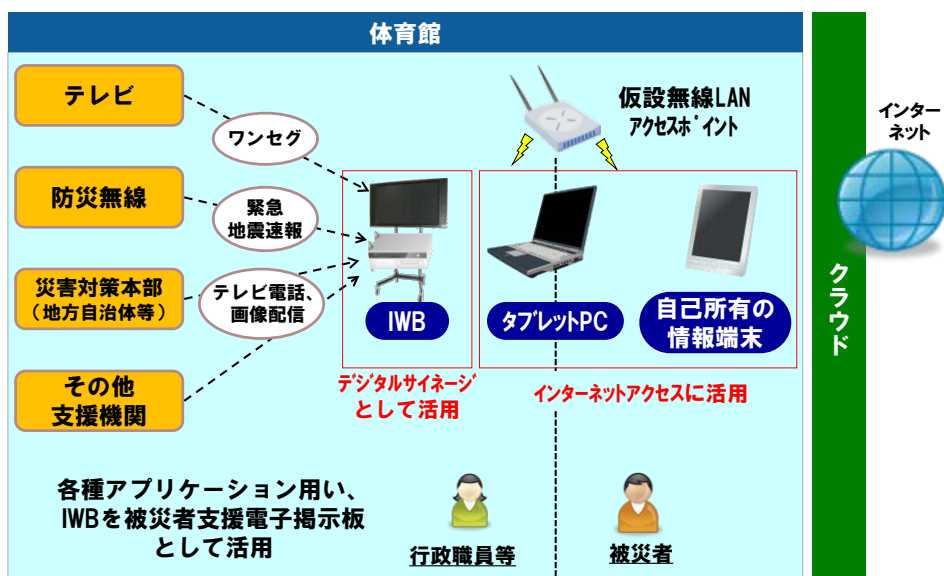 体育館
テレビ
ワンセグ
防災無線
緊急
地震速報
災害対策本部
（地方自治体等）
テレビ電話、
画像配信
その他
支援機関
仮設無線LAN
アクセスポイント
IWB
タブレットPC
自己所有の
情報端末
デジタルサイネージ
として活用
インターネットアクセスに活用
各種アプリケーション用い、
IWBを被災者支援電子掲示板
として活用
行政職員等
被災者
クラウド
インター
ネット